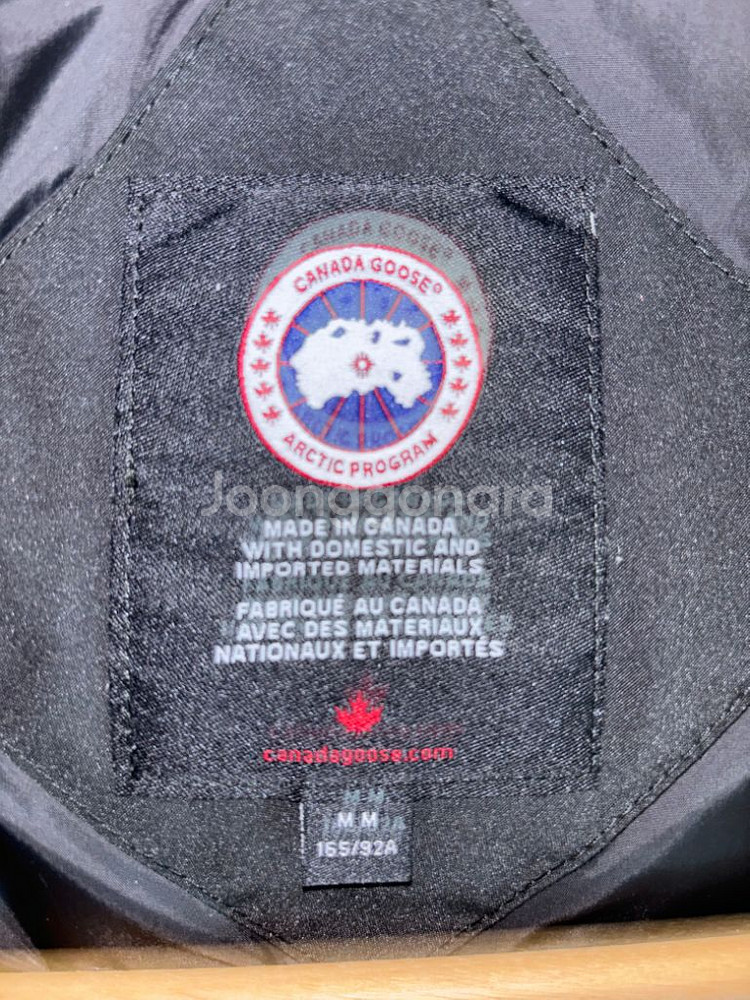 CANADA GOOSE®
ARCTIC PROGRAM
Joonggongra
MADE IN CANADA
WITH DOMESTIC AND
IMPORTED MATERIALS
FABRIQUÉ AU CANADA
AVEC DES MATERIAUX
NATIONAUX ET IMPORTÉS
canadagoose.com
M M
165/92A